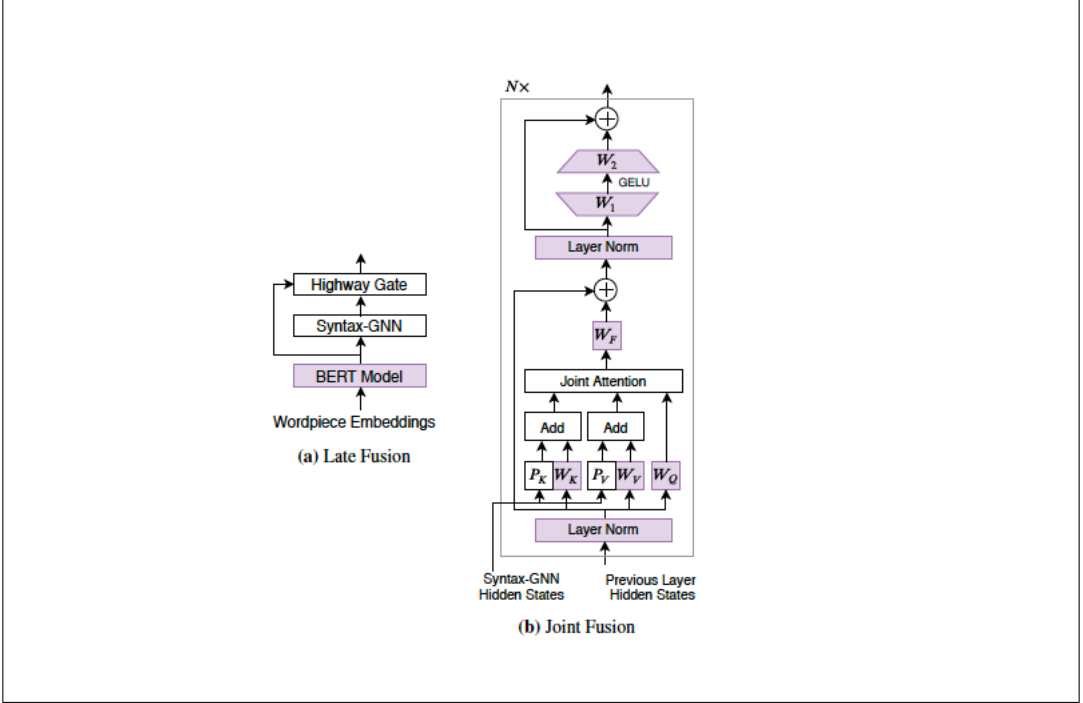 Highway Gate
Syntax-GNN
BERT Model
Wordpiece Embeddings
(a) Late Fusion
N×
W2
GELU
W1
Layer Norm
WF
Joint Attention
Add Add
PK WK PV WV WQ
Layer Norm
Syntax-GNN
Hidden States
Previous Layer
Hidden States
(b) Joint Fusion